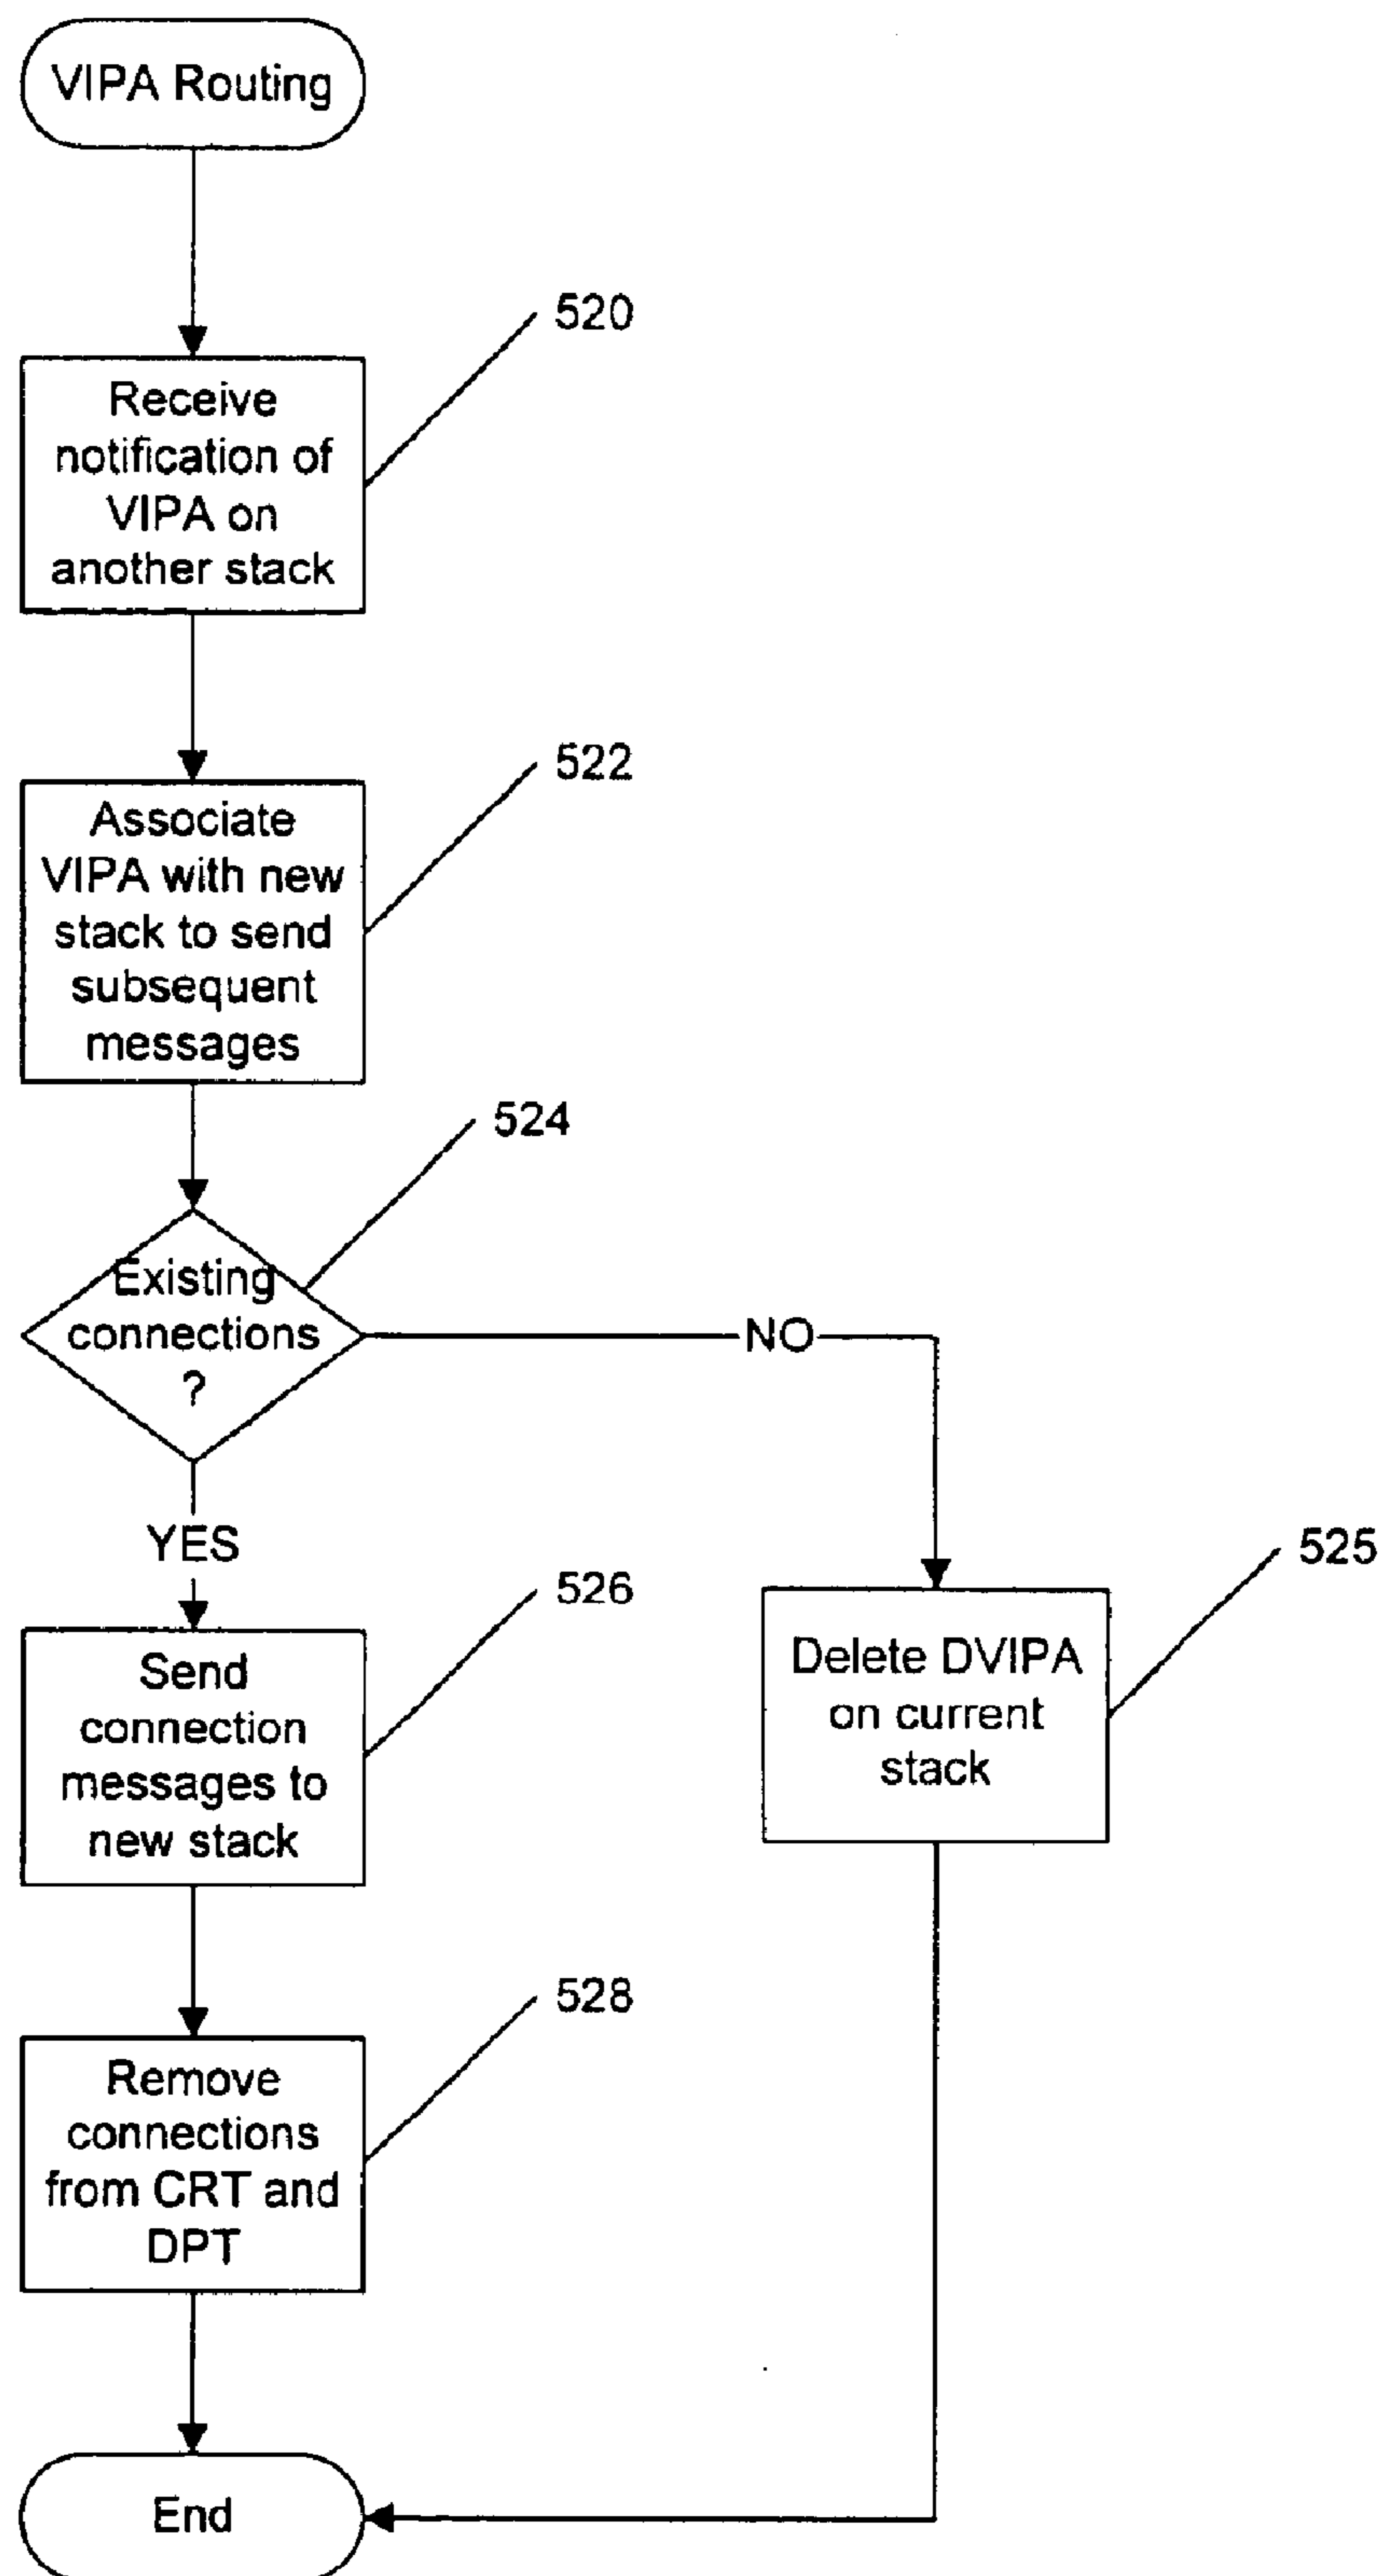 VIPA Routing
520
Receive
notification of
VIPA on
another stack
522
Associate
VIPA with new
stack to send
subsequent
messages
524
Existing
connections
?
NO
YES
525
526
Delete DVIPA
on current
stack
Send
connection
messages to
new stack
528
Remove
connections
from CRT and
DPT
End